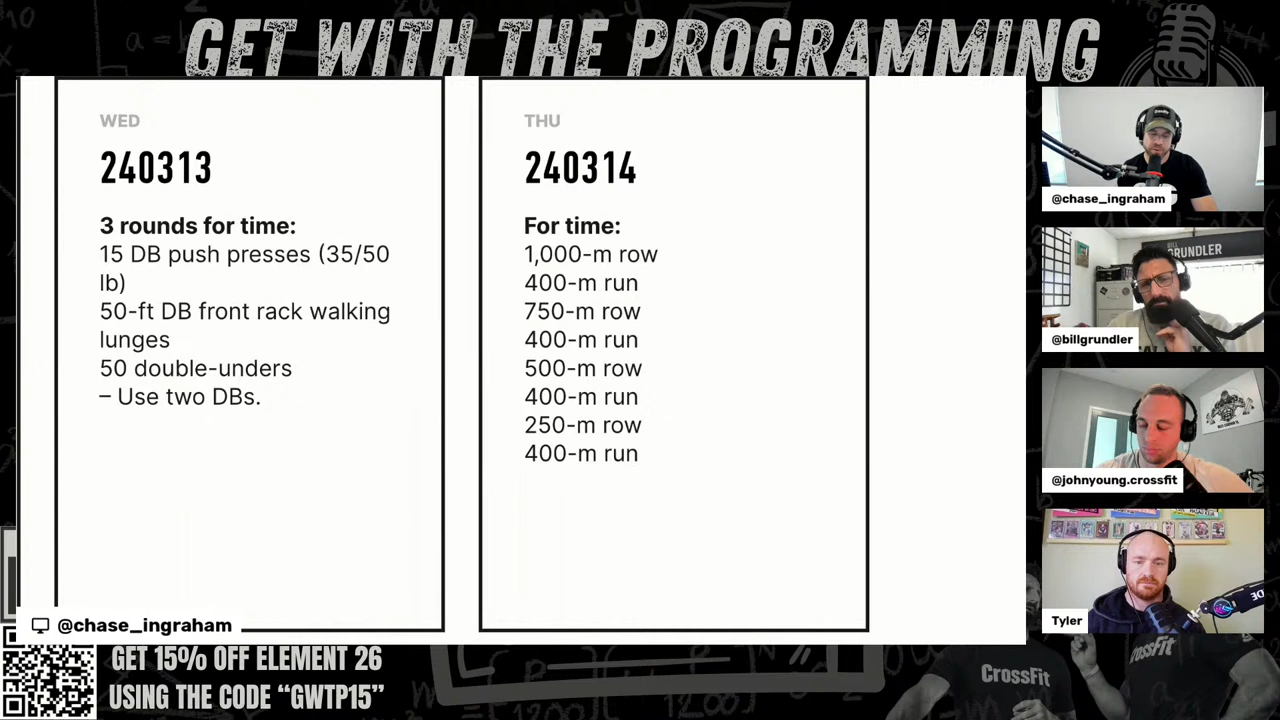 GET WITH THE PROGRAMMING
WED
240313
3 rounds for time:
15 DB push presses (35/50
lb)
50-ft DB front rack walking
lunges
50 double-unders
– Use two DBs.
THU
240314
For time:
1,000-m row
400-m run
750-m row
400-m run
500-m row
400-m run
250-m row
400-m run
@chase_ingraham
BILL
GRUNDLER
@billgrundler
@johnyoung.crossfit
Tyler
@chase_ingraham
GET 15% OFF ELEMENT 26
USING THE CODE “GWTP15”
CrossFit
CrossFit